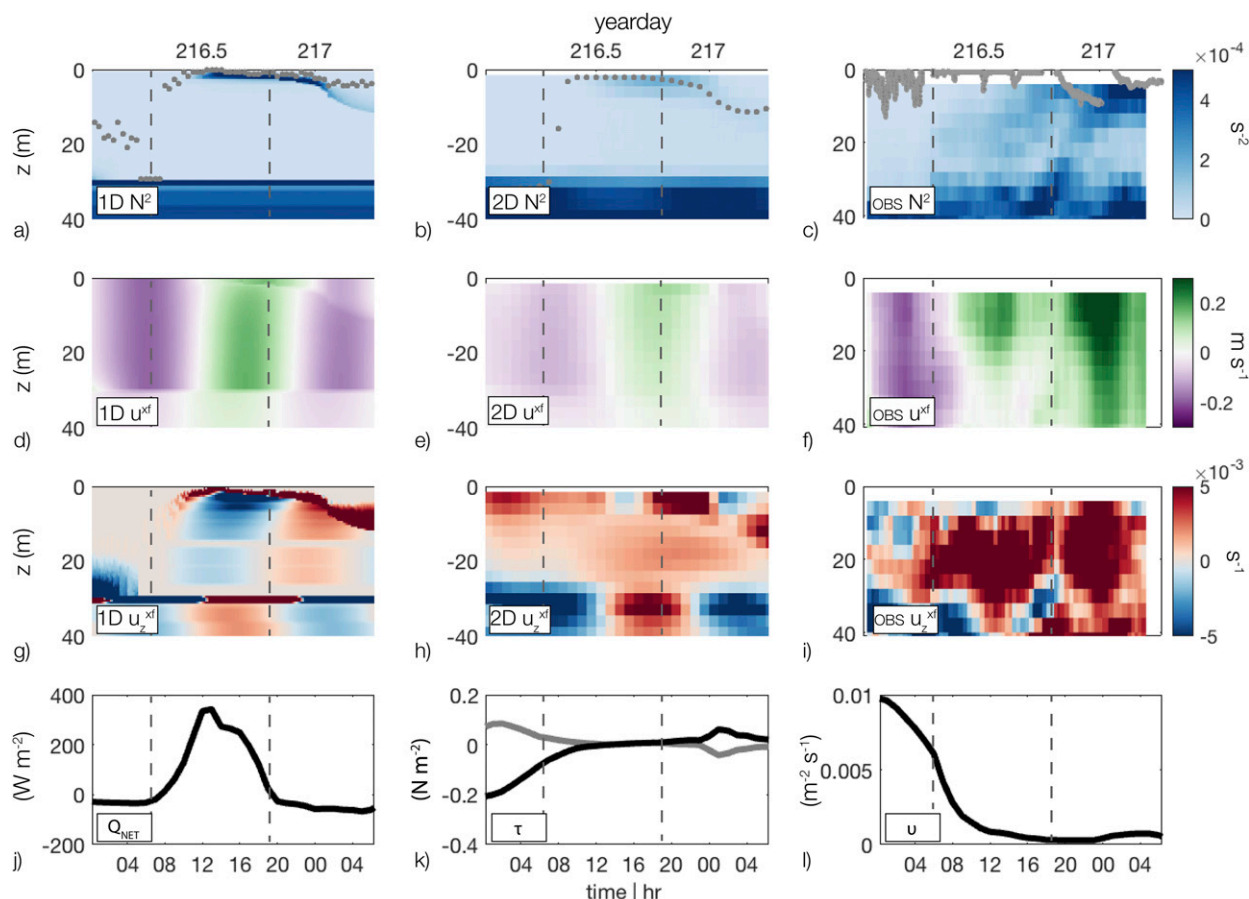 yearday
216.5 217 216.5 217 216.5 217
a) z (m) 0 20 40 1D N²
b) 0 -20 -40 2D N²
c) 0 20 40 OBS N²
×10⁻⁴ 4 2 0 s⁻²
d) z (m) 0 20 40 1D uˣᶠ
e) 0 -20 -40 2D uˣᶠ
f) 0 20 40 OBS uˣᶠ
0.2 0 -0.2 m s⁻¹
g) z (m) 0 20 40 1D u_z^xf
h) 0 -20 -40 2D u_z^xf
i) 0 20 40 OBS u_z^xf
×10⁻³ 5 0 -5 s⁻¹
j) (W m⁻²) 400 200 0 -200 Q_NET
k) (N m⁻²) 0.2 0 -0.2 -0.4 τ
l) (m⁻² s⁻¹) 0.01 0.005 0 υ
04 08 12 16 20 00 04 04 08 12 16 20 00 04 04 08 12 16 20 00 04
time | hr